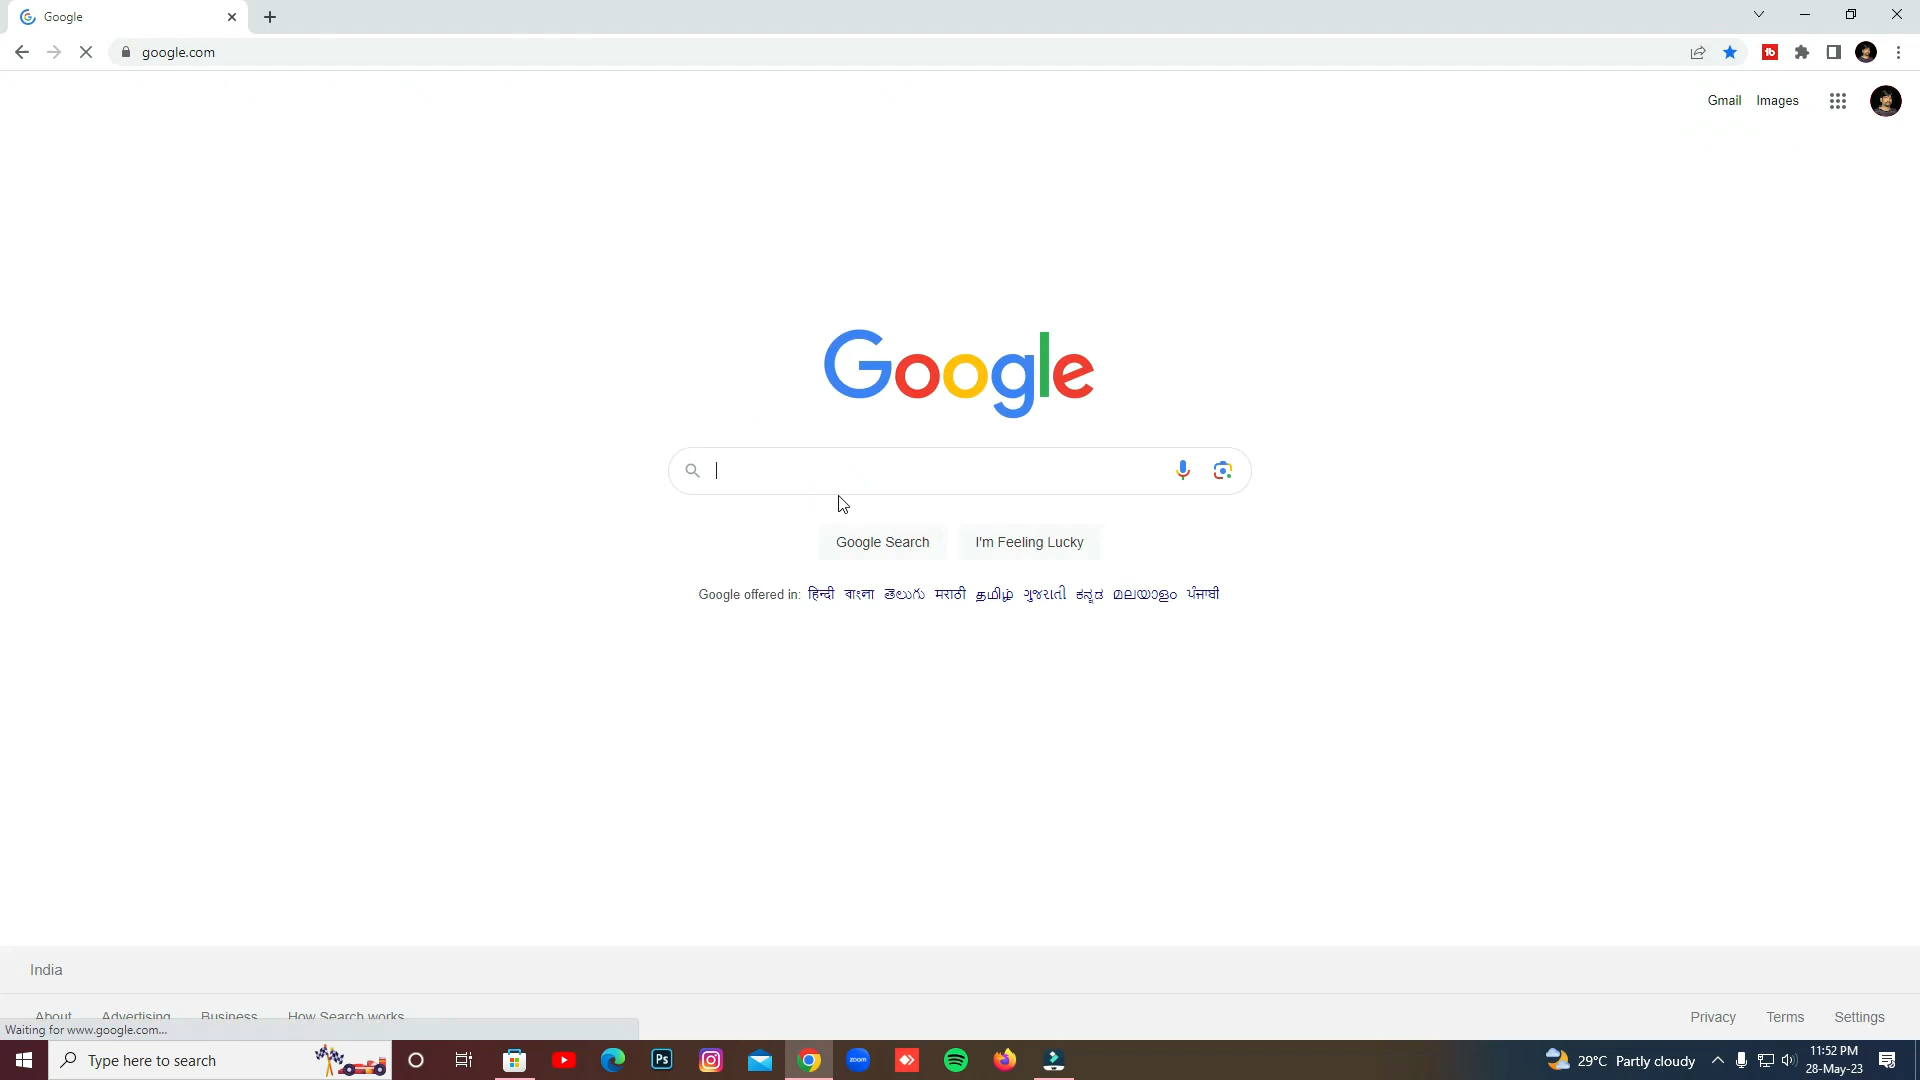 Google
google.com
Gmail Images
Google
Google Search I'm Feeling Lucky
Google offered in: हिन्दी বাংলা తెలుగు मराठी தமிழ் ગુજરાતી ಕನ್ನಡ മലയാളം ਪੰਜਾਬੀ
India
About Advertising Business How Search works
Privacy Terms Settings
Waiting for www.google.com...
Type here to search
Ps
zoom
29°C Partly cloudy
11:52 PM
28-May-23